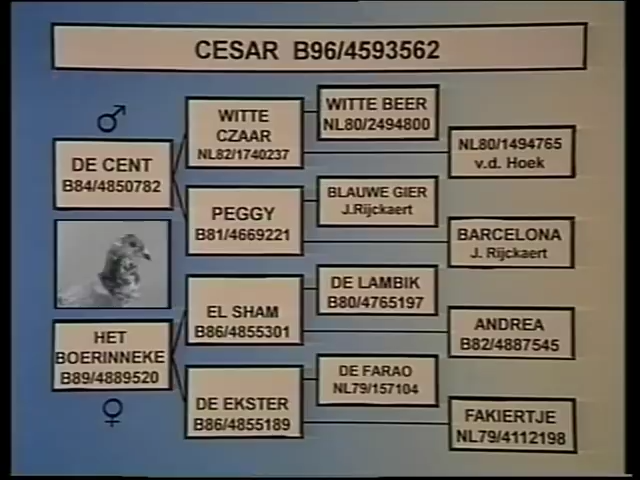 CESAR B96/4593562
♂
DE CENT
B84/4850782
HET
BOERINNEKE
B89/4889520
♀
WITTE
CZAAR
NL82/1740237
PEGGY
B81/4669221
EL SHAM
B86/4855301
DE EKSTER
B86/4855189
WITTE BEER
NL80/2494800
BLAUWE GIER
J.Rijckaert
DE LAMBIK
B80/4765197
DE FARAO
NL79/157104
NL80/1494765
v.d. Hoek
BARCELONA
J. Rijckaert
ANDREA
B82/4887545
FAKIERTJE
NL79/4112198